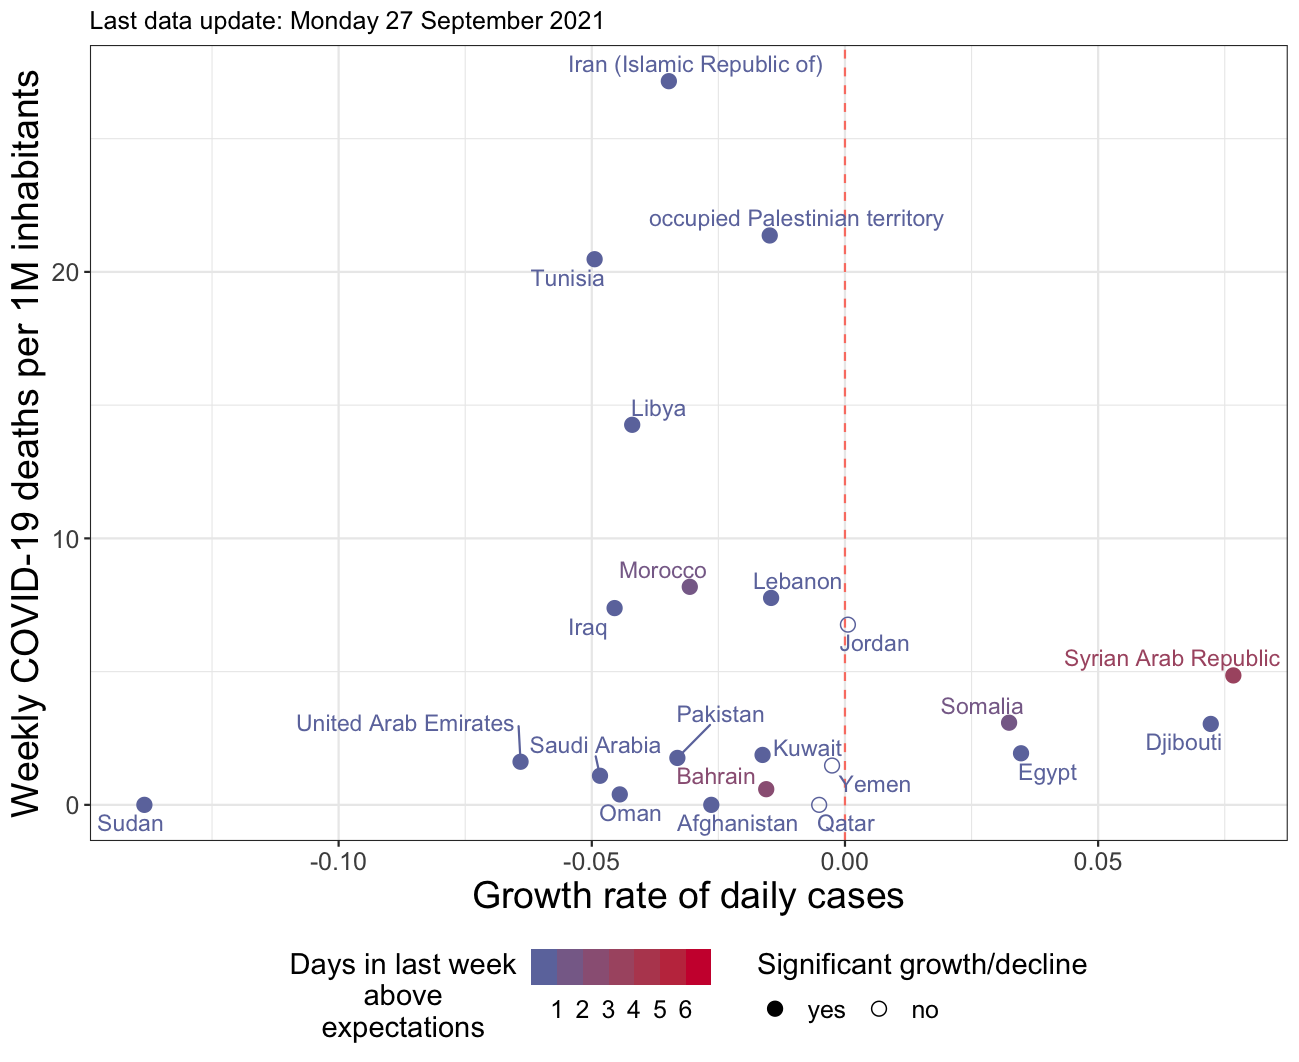 Last data update: Monday 27 September 2021
Weekly COVID-19 deaths per 1M inhabitants
Iran (Islamic Republic of)
occupied Palestinian territory
20
Tunisia
Libya
10
Morocco
Lebanon
Iraq
Jordan
Syrian Arab Republic
Somalia
Pakistan
United Arab Emirates
Saudi Arabia
Kuwait
Djibouti
Bahrain
Egypt
Yemen
0
Oman
Sudan
Afghanistan
Qatar
-0.10
-0.05
0.00
0.05
Growth rate of daily cases
Days in last week
above
expectations
1 2 3 4 5 6
Significant growth/decline
yes
no